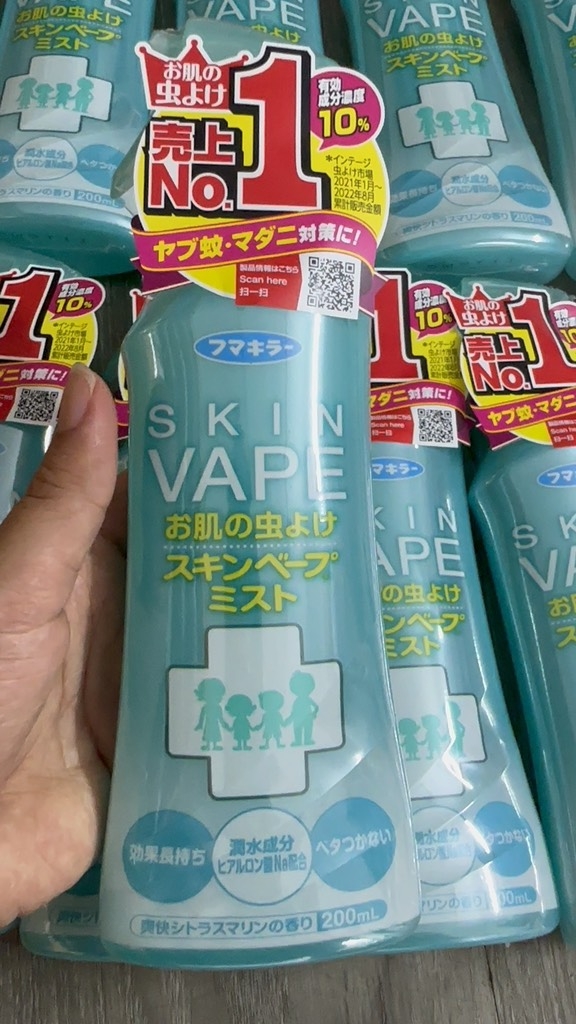 お肌の
虫よけ
売上
No.1
有効
成分濃度
10%
*インテージ
虫よけ市場
2021年1月〜
2022年8月
累計販売金額
ヤブ蚊・マダニ対策に!
製品情報はこちら
Scan here
扫一扫
フマキラー
SKIN
VAPE
お肌の虫よけ
スキンベープ
ミスト
効果長持ち
潤水成分
ヒアルロン酸Na配合
ベタつかない
爽快シトラスマリンの香り 200mL